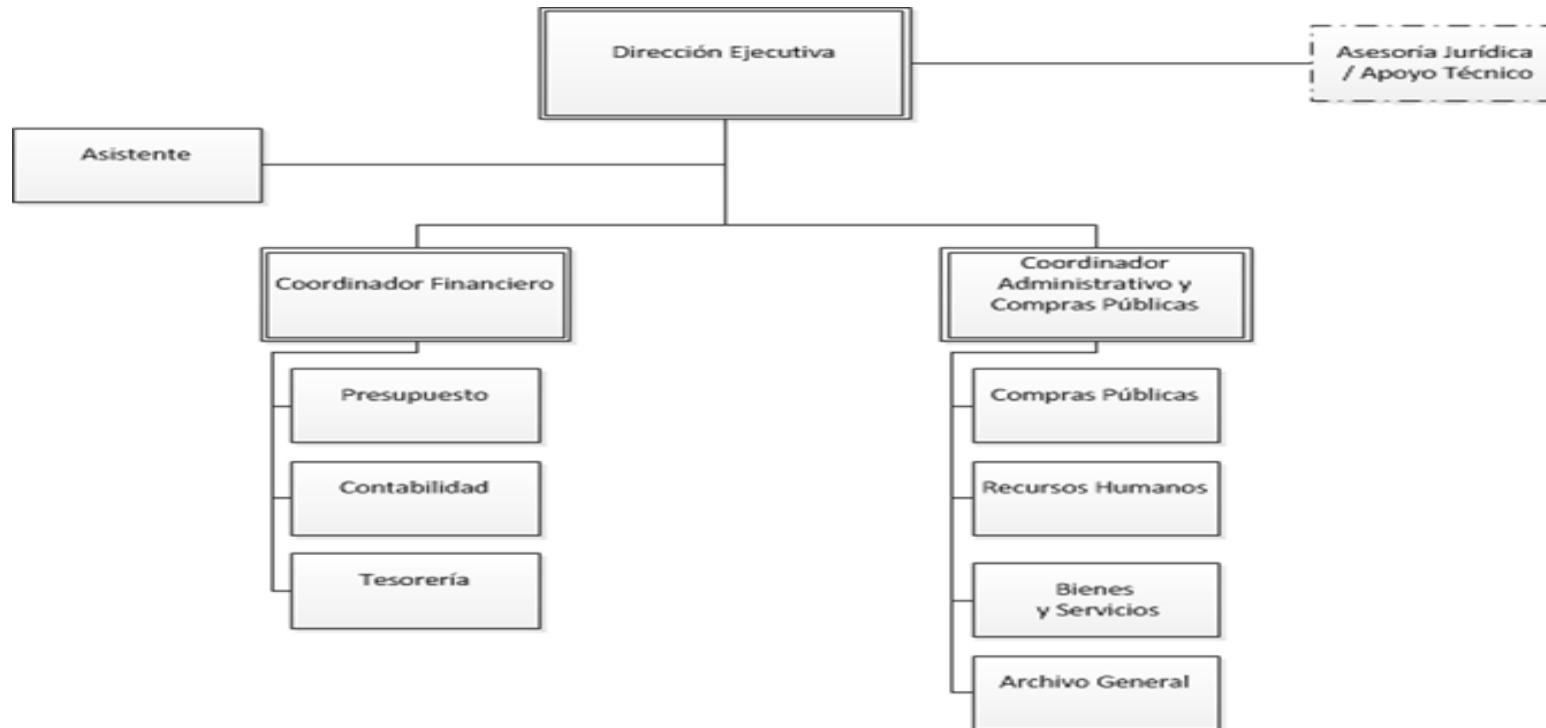 Dirección Ejecutiva
Asesoría Jurídica
/ Apoyo Técnico
Asistente
Coordinador Financiero
Coordinador
Administrativo y
Compras Públicas
Presupuesto
Contabilidad
Tesorería
Compras Públicas
Recursos Humanos
Bienes
y Servicios
Archivo General